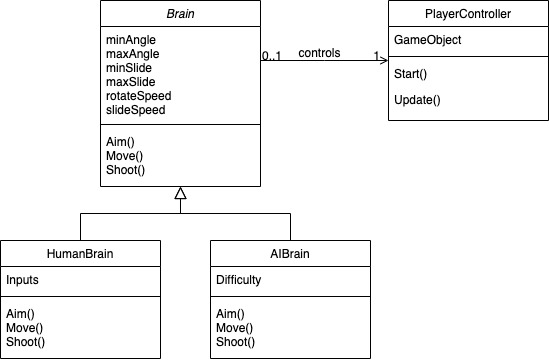 Brain
minAngle
maxAngle
minSlide
maxSlide
rotateSpeed
slideSpeed
Aim()
Move()
Shoot()
0..1
controls
1
PlayerController
GameObject
Start()
Update()
HumanBrain
Inputs
Aim()
Move()
Shoot()
AIBrain
Difficulty
Aim()
Move()
Shoot()